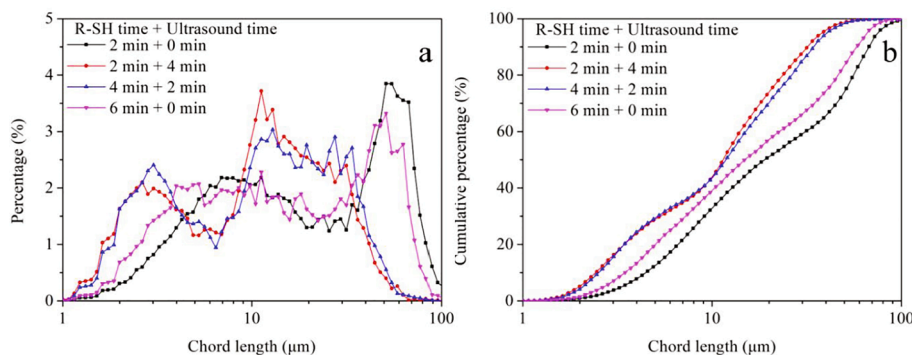 R-SH time + Ultrasound time
2 min + 0 min
2 min + 4 min
4 min + 2 min
6 min + 0 min
a
5
4
3
2
1
0
Percentage (%)
1
10
100
Chord length (μm)
R-SH time + Ultrasound time
2 min + 0 min
2 min + 4 min
4 min + 2 min
6 min + 0 min
b
100
80
60
40
20
0
Cumulative percentage (%)
1
10
100
Chord length (μm)